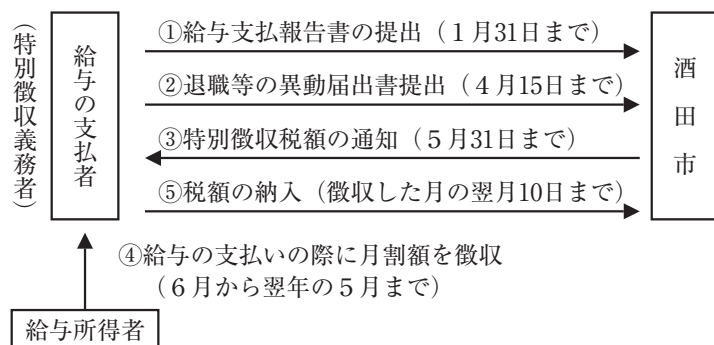 （特別徴収義務者）
給与の支払者
①給与支払報告書の提出（１月31日まで）
②退職等の異動届出書提出（４月15日まで）
③特別徴収税額の通知（５月31日まで）
⑤税額の納入（徴収した月の翌月10日まで）
酒田市
④給与の支払いの際に月割額を徴収
（６月から翌年の５月まで）
給与所得者